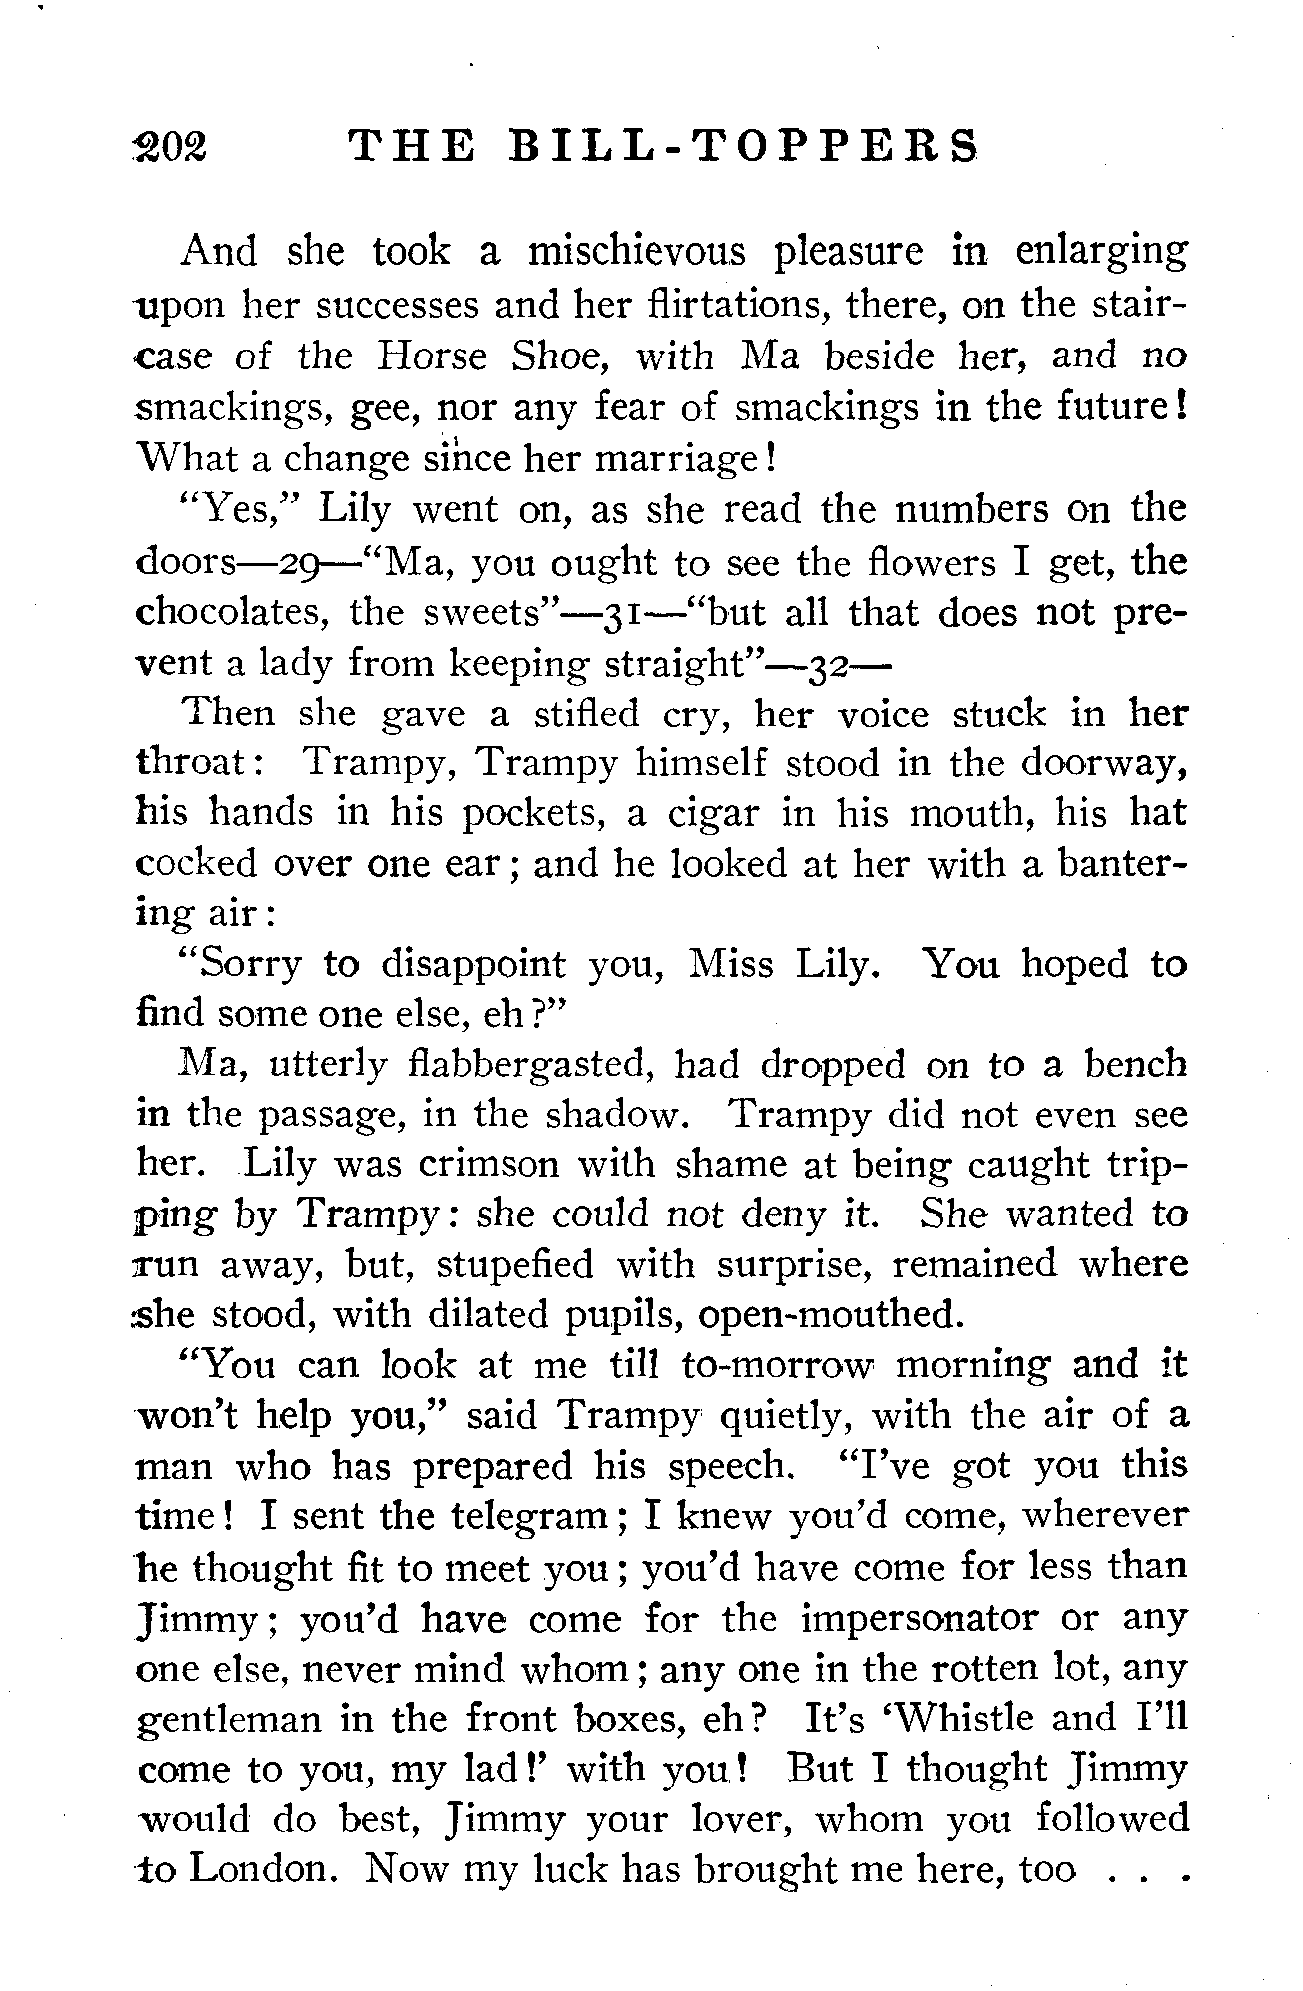 202 THE BILL-TOPPERS
And she took a mischievous pleasure in enlarging
upon her successes and her flirtations, there, on the stair-
case of the Horse Shoe, with Ma beside her, and no
smackings, gee, nor any fear of smackings in the future!
What a change since her marriage!
"Yes," Lily went on, as she read the numbers on the
doors—29—"Ma, you ought to see the flowers I get, the
chocolates, the sweets"—31—"but all that does not pre-
vent a lady from keeping straight"—32—
Then she gave a stifled cry, her voice stuck in her
throat: Trampy, Trampy himself stood in the doorway,
his hands in his pockets, a cigar in his mouth, his hat
cocked over one ear; and he looked at her with a banter-
ing air:
"Sorry to disappoint you, Miss Lily. You hoped to
find some one else, eh?"
Ma, utterly flabbergasted, had dropped on to a bench
in the passage, in the shadow. Trampy did not even see
her. Lily was crimson with shame at being caught trip-
ping by Trampy: she could not deny it. She wanted to
run away, but, stupefied with surprise, remained where
she stood, with dilated pupils, open-mouthed.
"You can look at me till to-morrow morning and it
won't help you," said Trampy quietly, with the air of a
man who has prepared his speech. "I've got you this
time! I sent the telegram; I knew you'd come, wherever
he thought fit to meet you; you'd have come for less than
Jimmy; you'd have come for the impersonator or any
one else, never mind whom; any one in the rotten lot, any
gentleman in the front boxes, eh? It's 'Whistle and I'll
come to you, my lad!' with you! But I thought Jimmy
would do best, Jimmy your lover, whom you followed
to London. Now my luck has brought me here, too . . .